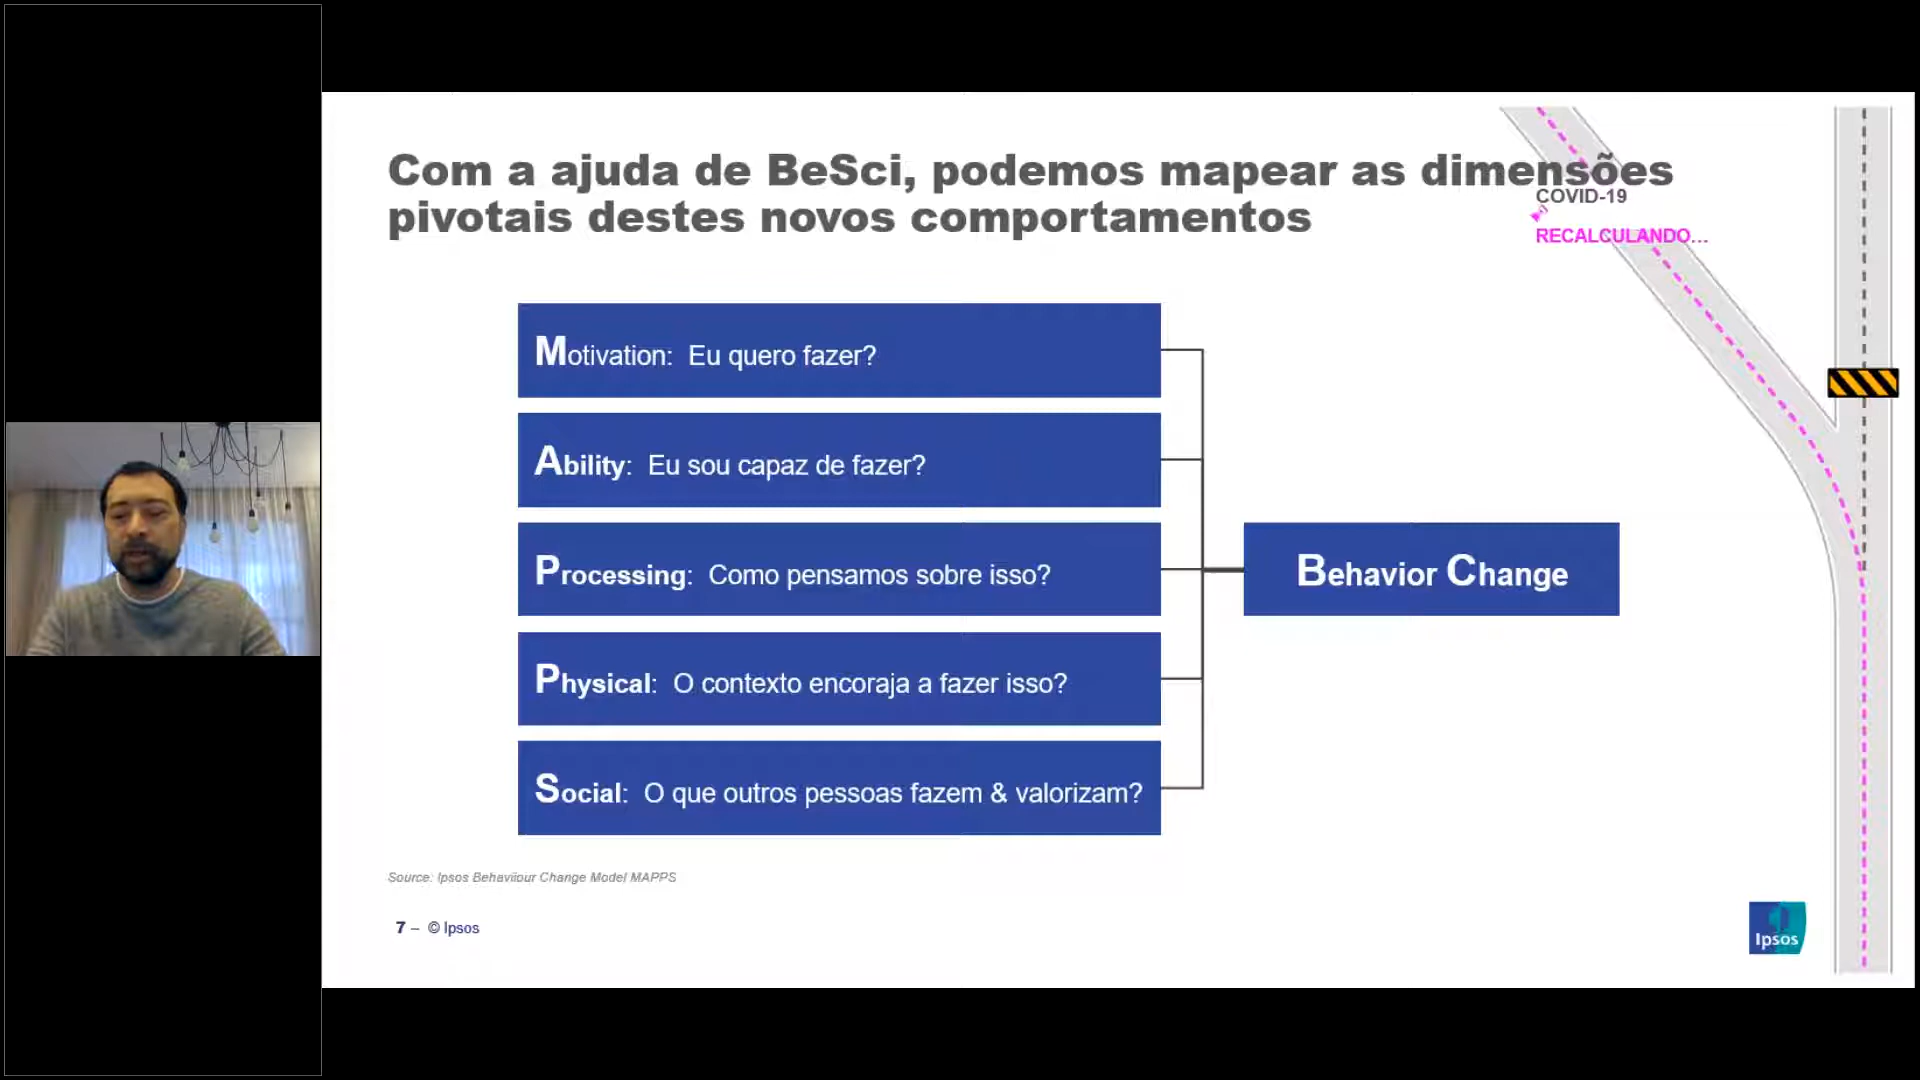 Com a ajuda de BeSci, podemos mapear as dimensões
pivotais destes novos comportamentos
COVID-19
RECALCULANDO...
Motivation: Eu quero fazer?
Ability: Eu sou capaz de fazer?
Processing: Como pensamos sobre isso?
Physical: O contexto encoraja a fazer isso?
Social: O que outros pessoas fazem & valorizam?
Behavior Change
Source: Ipsos Behaviiour Change Model MAPPS
7 – © Ipsos
Ipsos